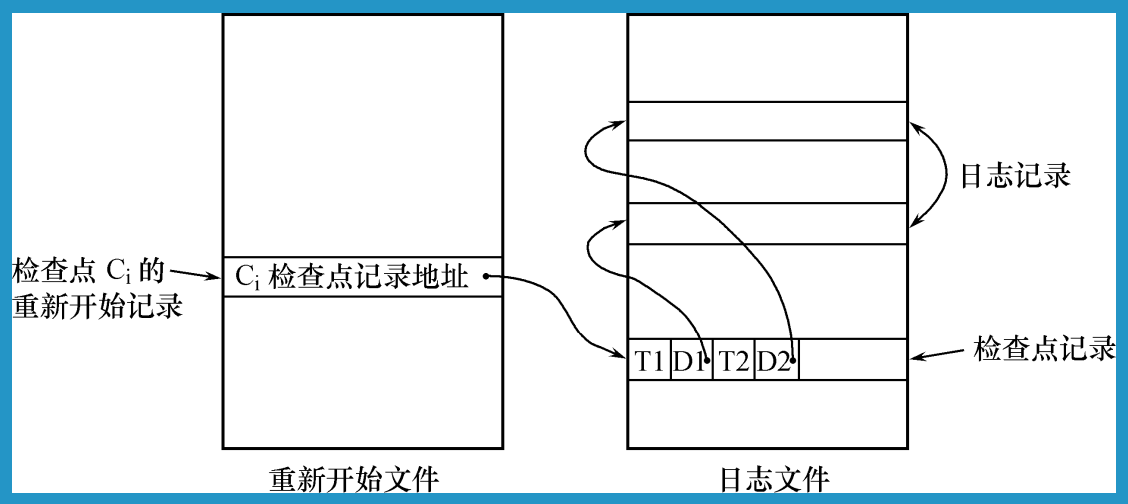 日志记录
检查点 Ci 的
重新开始记录
Ci 检查点记录地址
T1 D1 T2 D2
检查点记录
重新开始文件
日志文件